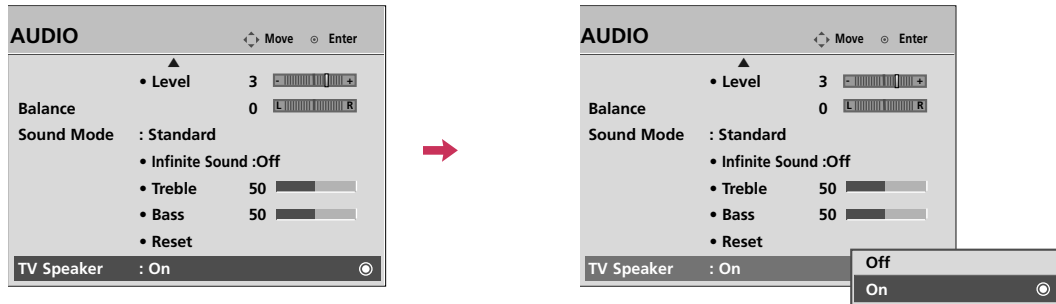 AUDIO Move Enter
• Level 3 - +
Balance 0 L R
Sound Mode : Standard
• Infinite Sound :Off
• Treble 50
• Bass 50
• Reset
TV Speaker : On
AUDIO Move Enter
• Level 3 - +
Balance 0 L R
Sound Mode : Standard
• Infinite Sound :Off
• Treble 50
• Bass 50
• Reset
TV Speaker : On
Off
On